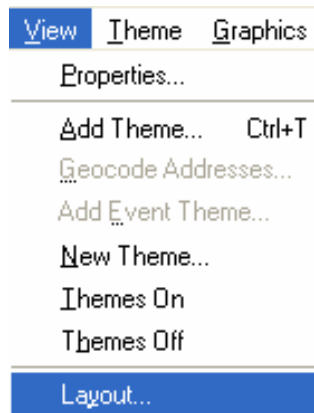 View Theme Graphics
Properties...
Add Theme... Ctrl+T
Geocode Addresses...
Add Event Theme...
New Theme...
Themes On
Themes Off
Layout...